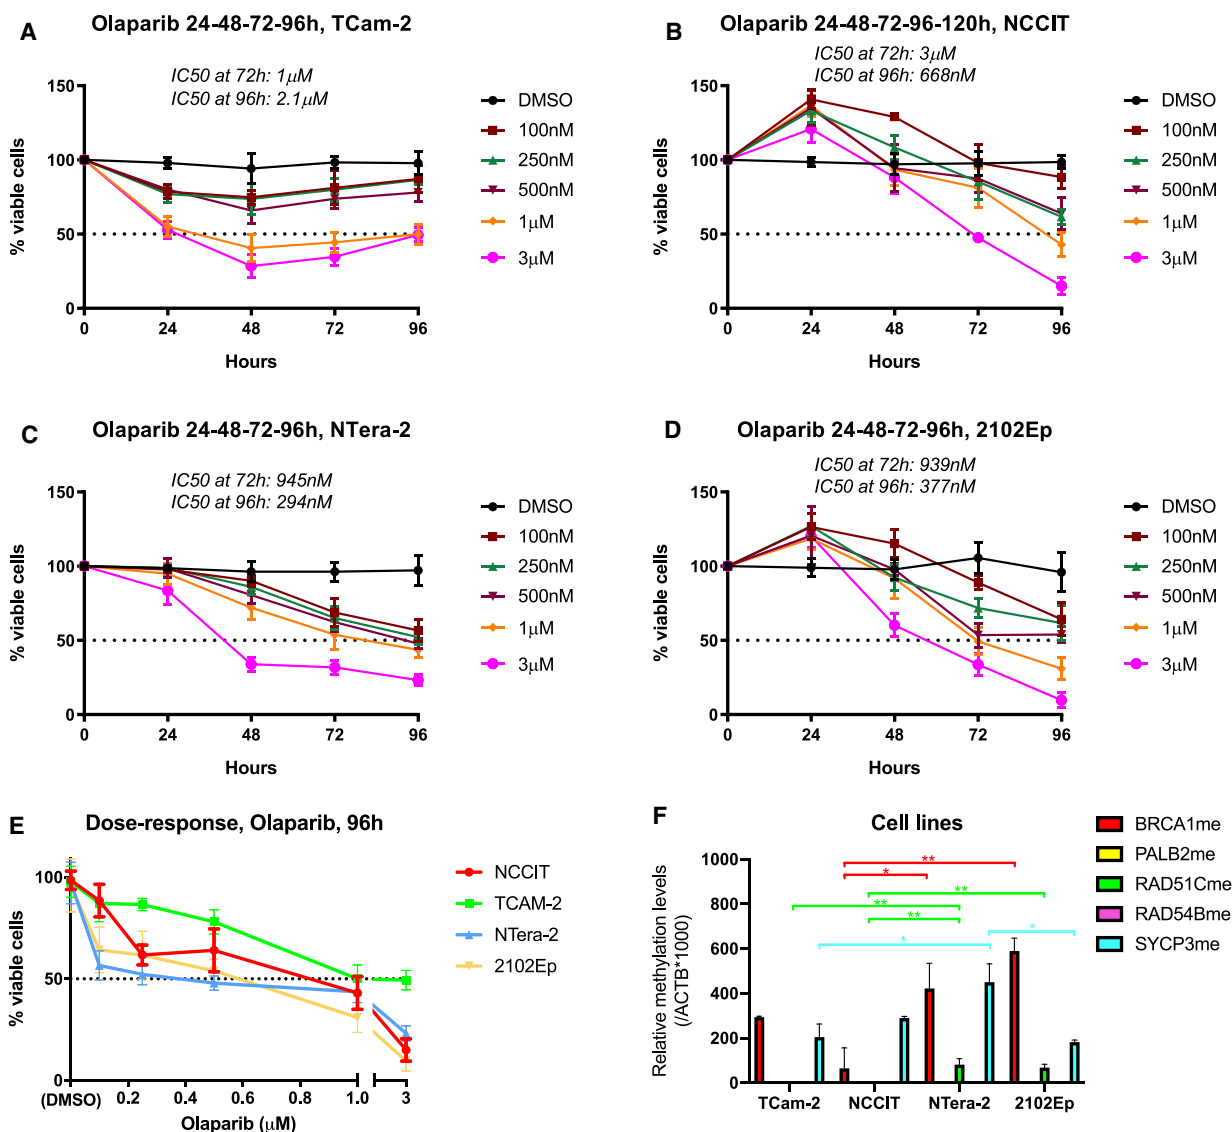 A
Olaparib 24-48-72-96h, TCam-2
IC50 at 72h: 1µM
IC50 at 96h: 2.1µM
150
100
50
0
% viable cells
0 24 48 72 96
Hours
DMSO
100nM
250nM
500nM
1µM
3µM
B
Olaparib 24-48-72-96-120h, NCCIT
IC50 at 72h: 3µM
IC50 at 96h: 668nM
150
100
50
0
% viable cells
0 24 48 72 96
Hours
DMSO
100nM
250nM
500nM
1µM
3µM
C
Olaparib 24-48-72-96h, NTera-2
IC50 at 72h: 945nM
IC50 at 96h: 294nM
150
100
50
0
% viable cells
0 24 48 72 96
Hours
DMSO
100nM
250nM
500nM
1µM
3µM
D
Olaparib 24-48-72-96h, 2102Ep
IC50 at 72h: 939nM
IC50 at 96h: 377nM
150
100
50
0
% viable cells
0 24 48 72 96
Hours
DMSO
100nM
250nM
500nM
1µM
3µM
E
Dose-response, Olaparib, 96h
100
50
0
% viable cells
(DMSO) 0.2 0.4 0.6 0.8 1.0 3
Olaparib (µM)
NCCIT
TCAM-2
NTera-2
2102Ep
F
Cell lines
1000
800
600
400
200
0
Relative methylation levels
(/ACTB*1000)
**
*
**
**
**
*
*
TCam-2 NCCIT NTera-2 2102Ep
BRCA1me
PALB2me
RAD51Cme
RAD54Bme
SYCP3me